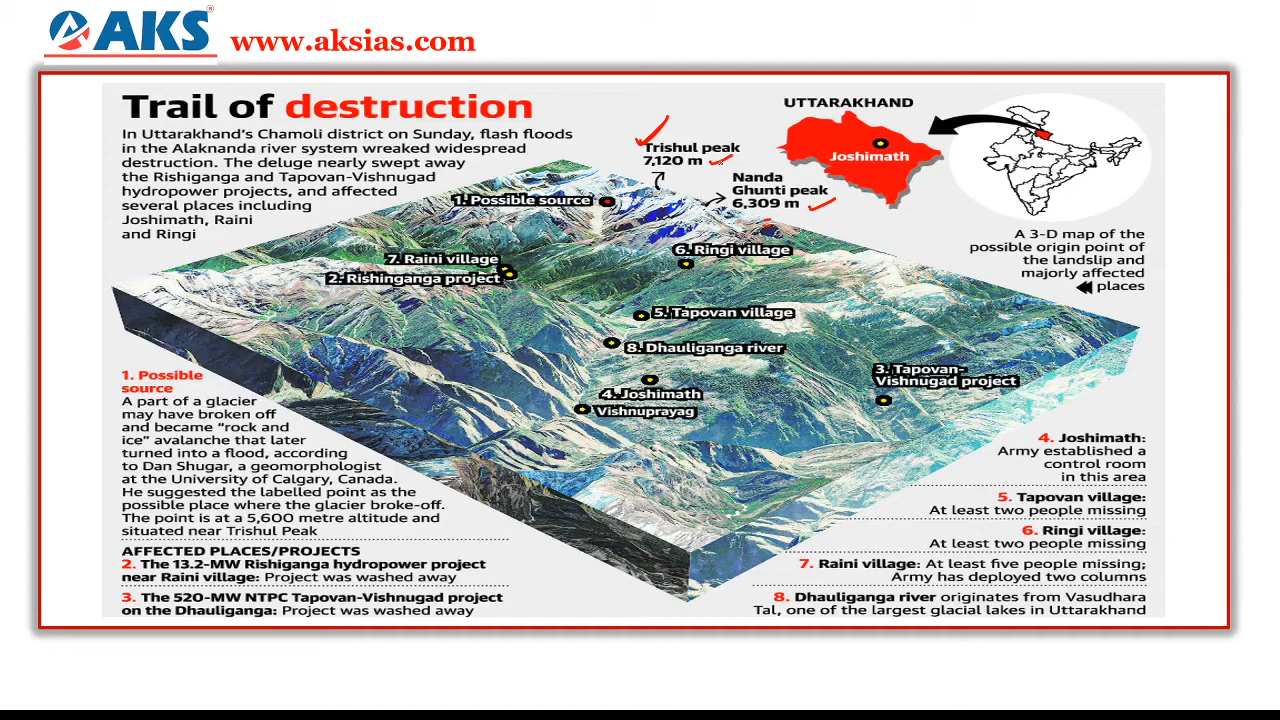 AKS®
www.aksias.com
Trail of destruction
In Uttarakhand's Chamoli district on Sunday, flash floods
in the Alaknanda river system wreaked widespread
destruction. The deluge nearly swept away
the Rishiganga and Tapovan-Vishnugad
hydropower projects, and affected
several places including
Joshimath, Raini
and Ringi
Trishul peak
7,120 m
Nanda
Ghunti peak
6,309 m
UTTARAKHAND
Joshimath
A 3-D map of the
possible origin point of
the landslip and
majorly affected
places
1. Possible source
7. Raini village
2. Rishinganga project
6. Ringi village
5. Tapovan village
8. Dhauliganga river
3. Tapovan-
Vishnugad project
4. Joshimath
Vishnuprayag
1. Possible
source
A part of a glacier
may have broken off
and became "rock and
ice" avalanche that later
turned into a flood, according
to Dan Shugar, a geomorphologist
at the University of Calgary, Canada.
He suggested the labelled point as the
possible place where the glacier broke-off.
The point is at a 5,600 metre altitude and
situated near Trishul Peak
AFFECTED PLACES/PROJECTS
2. The 13.2-MW Rishiganga hydropower project
near Raini village: Project was washed away
3. The 520-MW NTPC Tapovan-Vishnugad project
on the Dhauliganga: Project was washed away
4. Joshimath:
Army established a
control room
in this area
5. Tapovan village:
At least two people missing
6. Ringi village:
At least two people missing
7. Raini village: At least five people missing;
Army has deployed two columns
8. Dhauliganga river originates from Vasudhara
Tal, one of the largest glacial lakes in Uttarakhand